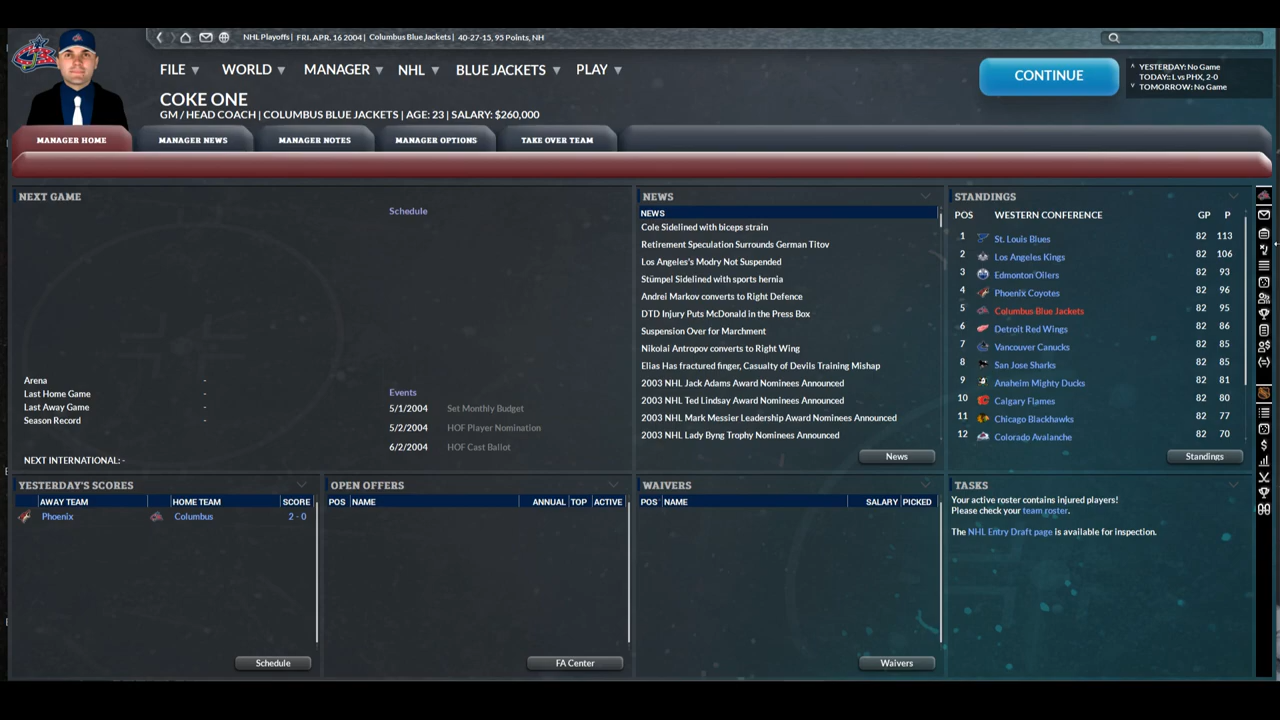 NHL Playoffs | FRI. APR. 16 2004 | Columbus Blue Jackets | 40-27-15, 95 Points, NH
FILE WORLD MANAGER NHL BLUE JACKETS PLAY
CONTINUE
YESTERDAY: No Game
TODAY:: L vs PHX, 2-0
TOMORROW: No Game
COKE ONE
GM / HEAD COACH | COLUMBUS BLUE JACKETS | AGE: 23 | SALARY: $260,000
MANAGER HOME MANAGER NEWS MANAGER NOTES MANAGER OPTIONS TAKE OVER TEAM
NEXT GAME
Schedule
Arena -
Last Home Game -
Last Away Game -
Season Record -
NEXT INTERNATIONAL: -
Events
5/1/2004 Set Monthly Budget
5/2/2004 HOF Player Nomination
6/2/2004 HOF Cast Ballot
NEWS
NEWS
Cole Sidelined with biceps strain
Retirement Speculation Surrounds German Titov
Los Angeles's Modry Not Suspended
Stümpel Sidelined with sports hernia
Andrei Markov converts to Right Defence
DTD Injury Puts McDonald in the Press Box
Suspension Over for Marchment
Nikolai Antropov converts to Right Wing
Elias Has fractured finger, Casualty of Devils Training Mishap
2003 NHL Jack Adams Award Nominees Announced
2003 NHL Ted Lindsay Award Nominees Announced
2003 NHL Mark Messier Leadership Award Nominees Announced
2003 NHL Lady Byng Trophy Nominees Announced
News
STANDINGS
POS WESTERN CONFERENCE GP P
1 St. Louis Blues 82 113
2 Los Angeles Kings 82 106
3 Edmonton Oilers 82 93
4 Phoenix Coyotes 82 96
5 Columbus Blue Jackets 82 95
6 Detroit Red Wings 82 86
7 Vancouver Canucks 82 85
8 San Jose Sharks 82 85
9 Anaheim Mighty Ducks 82 81
10 Calgary Flames 82 80
11 Chicago Blackhawks 82 77
12 Colorado Avalanche 82 70
Standings
YESTERDAY'S SCORES
AWAY TEAM HOME TEAM SCORE
Phoenix Columbus 2 - 0
Schedule
OPEN OFFERS
POS NAME ANNUAL TOP ACTIVE
FA Center
WAIVERS
POS NAME SALARY PICKED
Waivers
TASKS
Your active roster contains injured players!
Please check your team roster.
The NHL Entry Draft page is available for inspection.